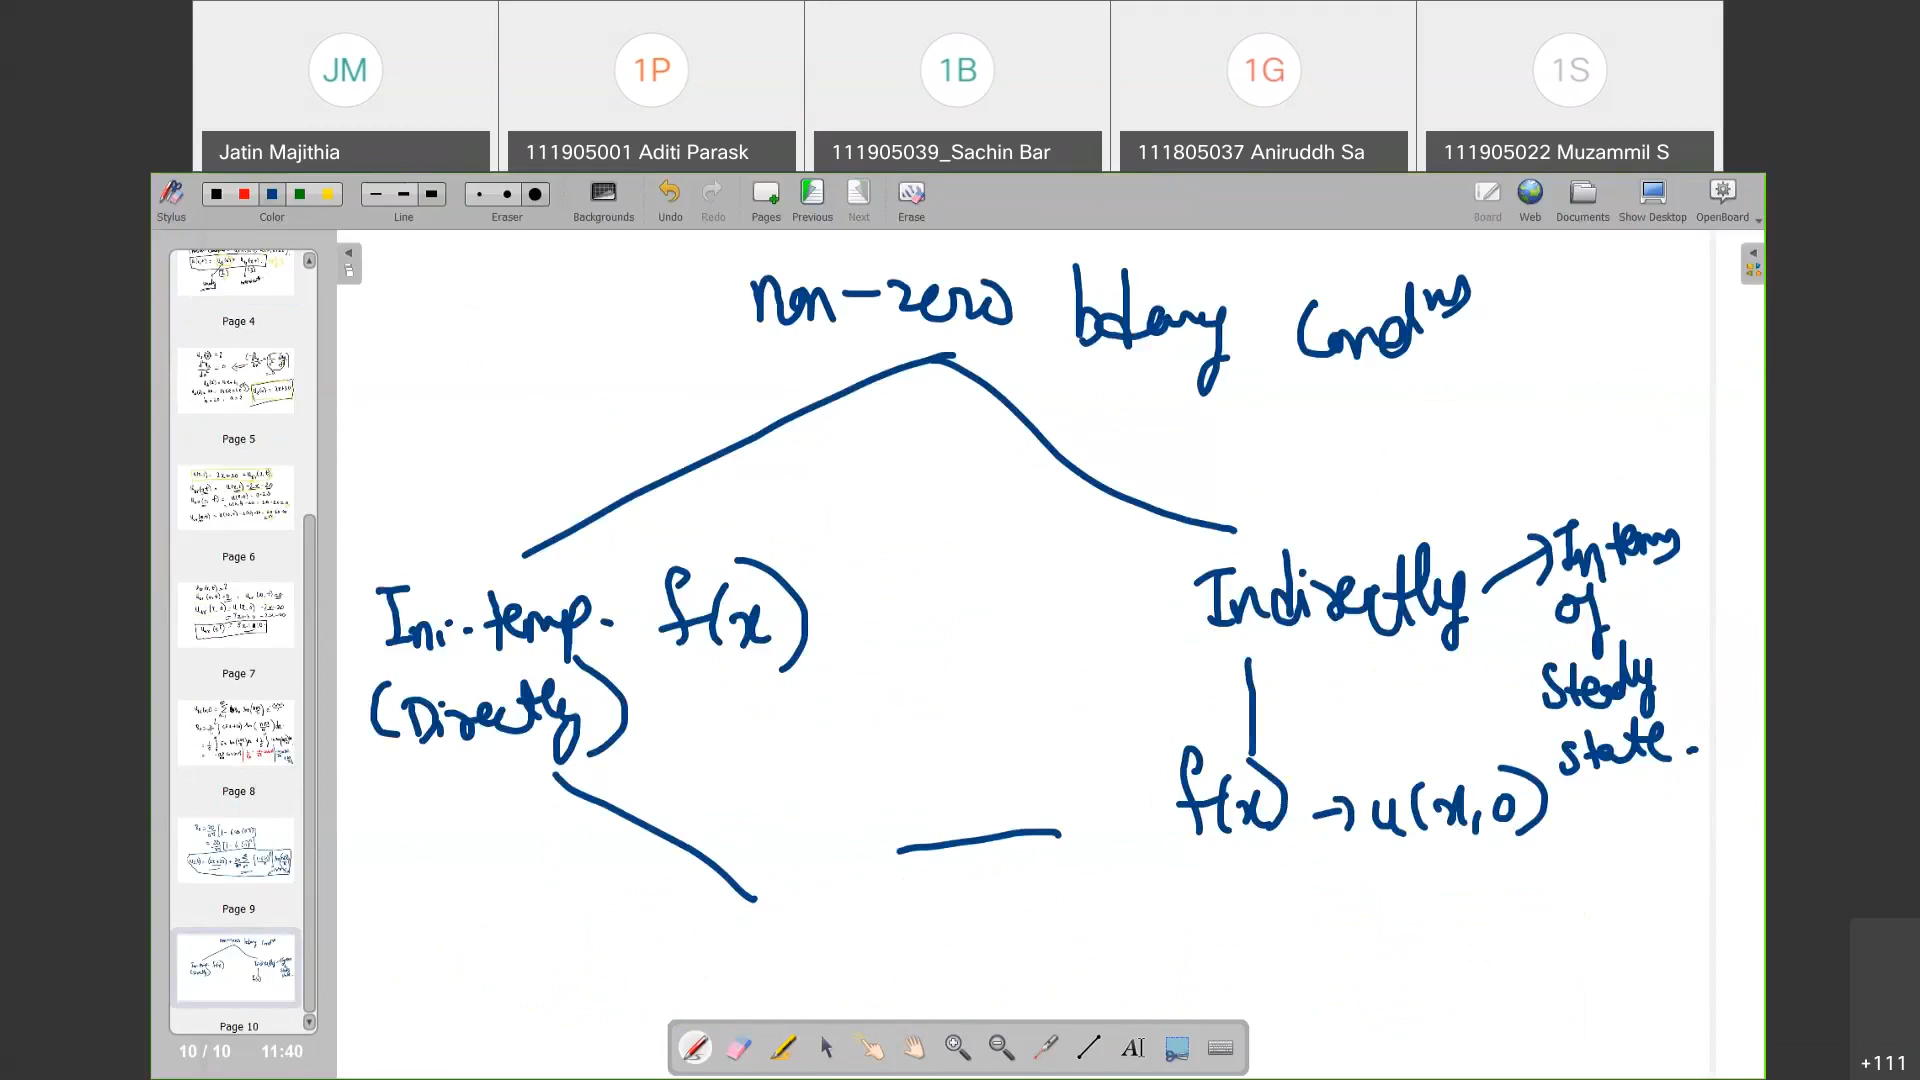 JM
1P
1B
1G
1S
Jatin Majithia
111905001 Aditi Parask
111905039_Sachin Bar
111805037 Aniruddh Sa
111905022 Muzammil S
Stylus
Color
Line
Eraser
Backgrounds
Undo
Redo
Pages
Previous
Next
Erase
Board
Web
Documents
Show Desktop
OpenBoard
Page 4
Page 5
Page 6
Page 7
Page 8
Page 9
Page 10
10 / 10
11:40
non-zero bdary Condⁿˢ
Ini. temp. f(x)
(Directly)
Indirectly → In terms
of
steady
state.
f(x) → u(x,0)
+111